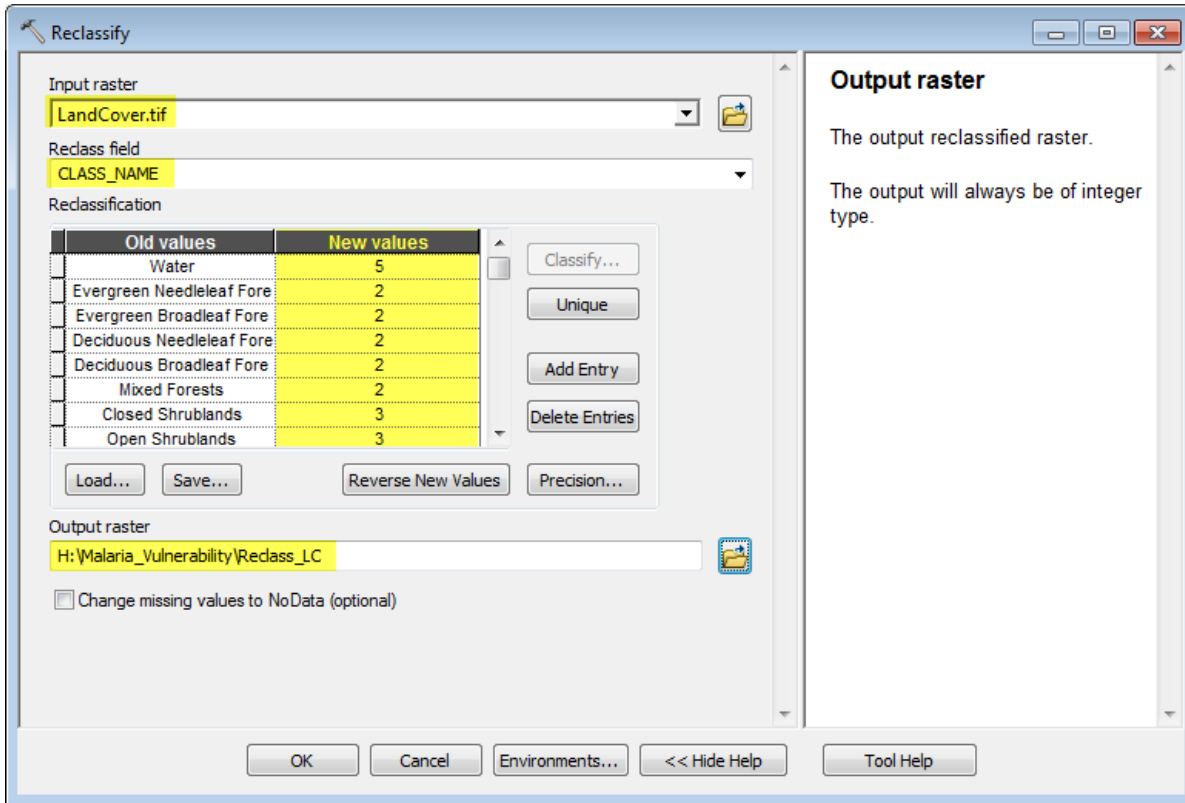 Reclassify
Input raster
LandCover.tif
Reclass field
CLASS_NAME
Reclassification
Old values New values
Water 5
Evergreen Needleleaf Fore 2
Evergreen Broadleaf Fore 2
Deciduous Needleleaf Fore 2
Deciduous Broadleaf Fore 2
Mixed Forests 2
Closed Shrublands 3
Open Shrublands 3
Classify...
Unique
Add Entry
Delete Entries
Load... Save... Reverse New Values Precision...
Output raster
H:\Malaria_Vulnerability\Reclass_LC
Change missing values to NoData (optional)
Output raster
The output reclassified raster.
The output will always be of integer
type.
OK Cancel Environments... << Hide Help Tool Help